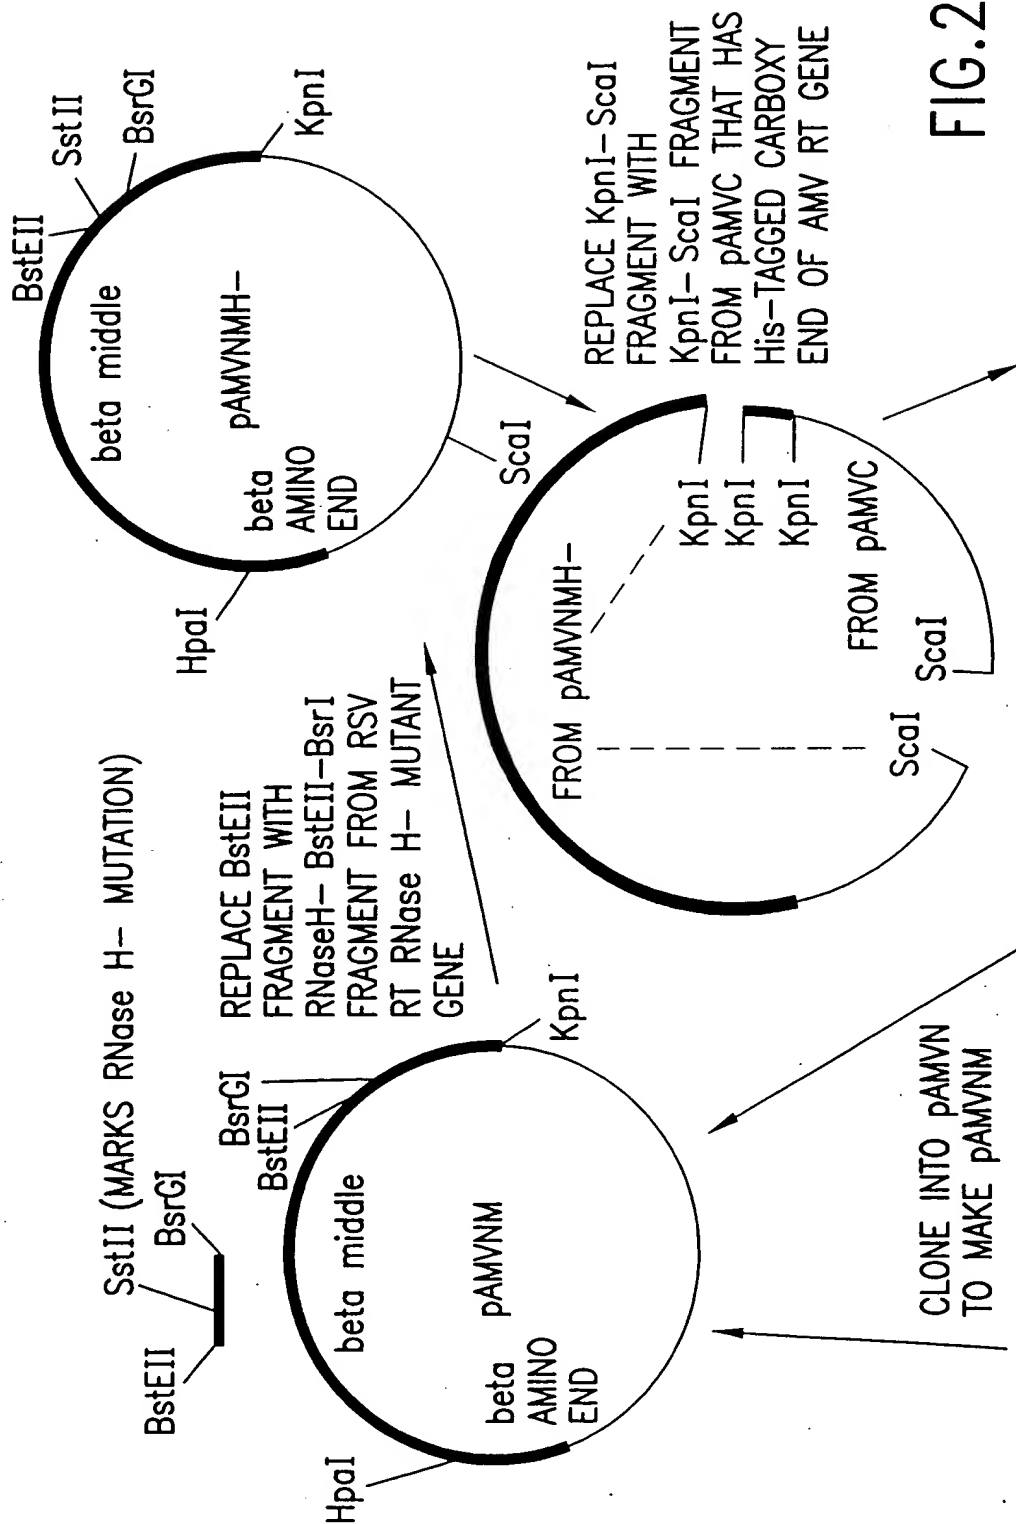 SstII (MARKS RNase H– MUTATION)
BstEII
BsrGI
HpaI
beta middle
BsrGI
BstEII
pAMVNM
beta
AMINO
END
KpnI
REPLACE BstEII
FRAGMENT WITH
RNaseH– BstEII–BsrI
FRAGMENT FROM RSV
RT RNase H– MUTANT
GENE
BstEII
SstII
BsrGI
KpnI
HpaI
beta middle
pAMVNMH–
beta
AMINO
END
ScaI
CLONE INTO pAMVN
TO MAKE pAMVNM
FROM pAMVNMH–
KpnI
KpnI
KpnI
FROM pAMVC
ScaI
ScaI
REPLACE KpnI–ScaI
FRAGMENT WITH
KpnI–ScaI FRAGMENT
FROM pAMVC THAT HAS
His–TAGGED CARBOXY
END OF AMV RT GENE
FIG.2